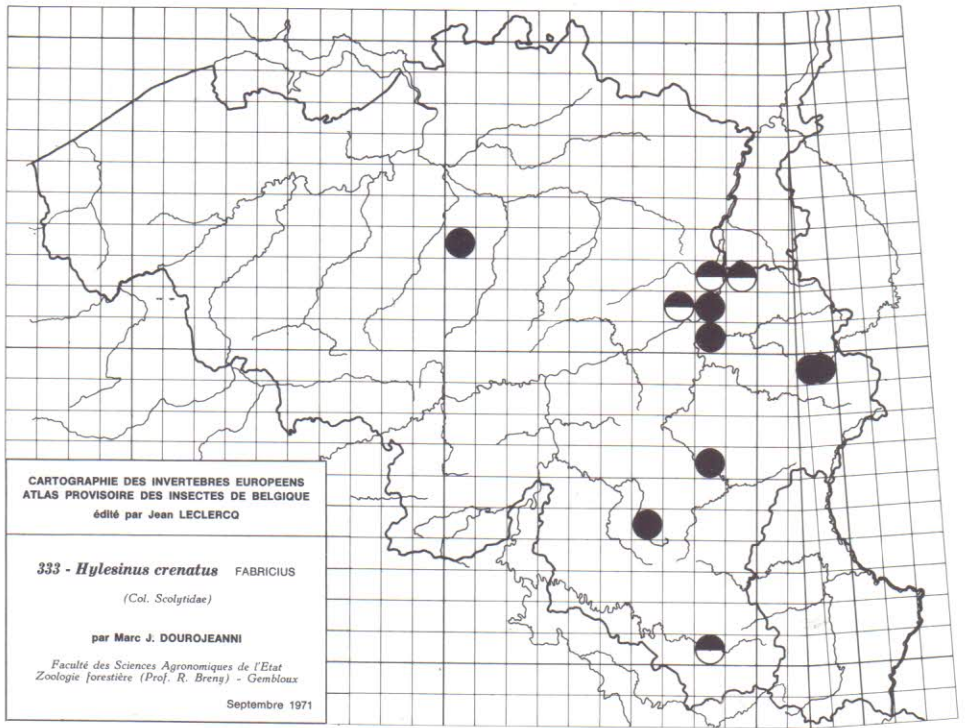 CARTOGRAPHIE DES INVERTEBRES EUROPEENS
ATLAS PROVISOIRE DES INSECTES DE BELGIQUE
édité par Jean LECLERCQ
333 - Hylesinus crenatus FABRICIUS
(Col. Scolytidae)
par Marc J. DOUROJEANNI
Faculté des Sciences Agronomiques de l'Etat
Zoologie forestière (Prof. R. Breny) - Gembloux
Septembre 1971